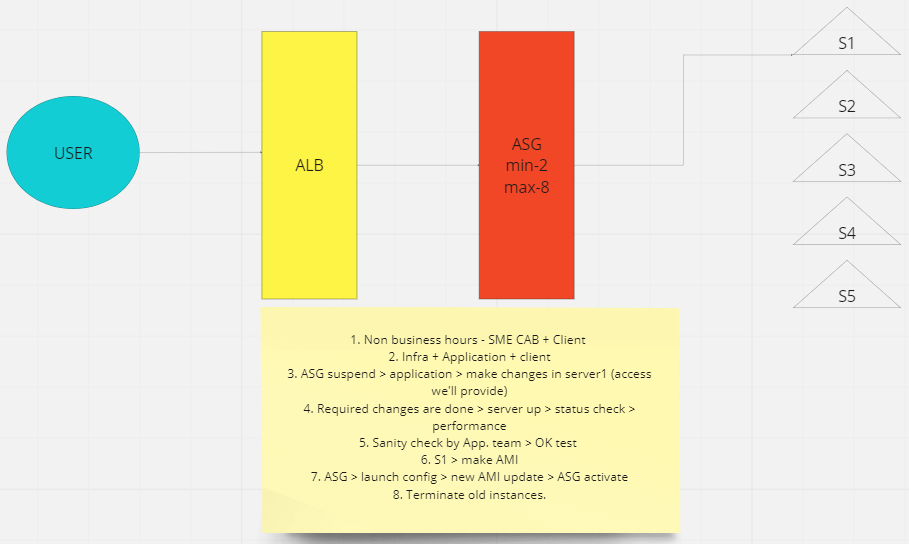 USER
ALB
ASG
min-2
max-8
S1
S2
S3
S4
S5
1. Non business hours - SME CAB + Client
2. Infra + Application + client
3. ASG suspend > application > make changes in server1 (access
we'll provide)
4. Required changes are done > server up > status check >
performance
5. Sanity check by App. team > OK test
6. S1 > make AMI
7. ASG > launch config > new AMI update > ASG activate
8. Terminate old instances.